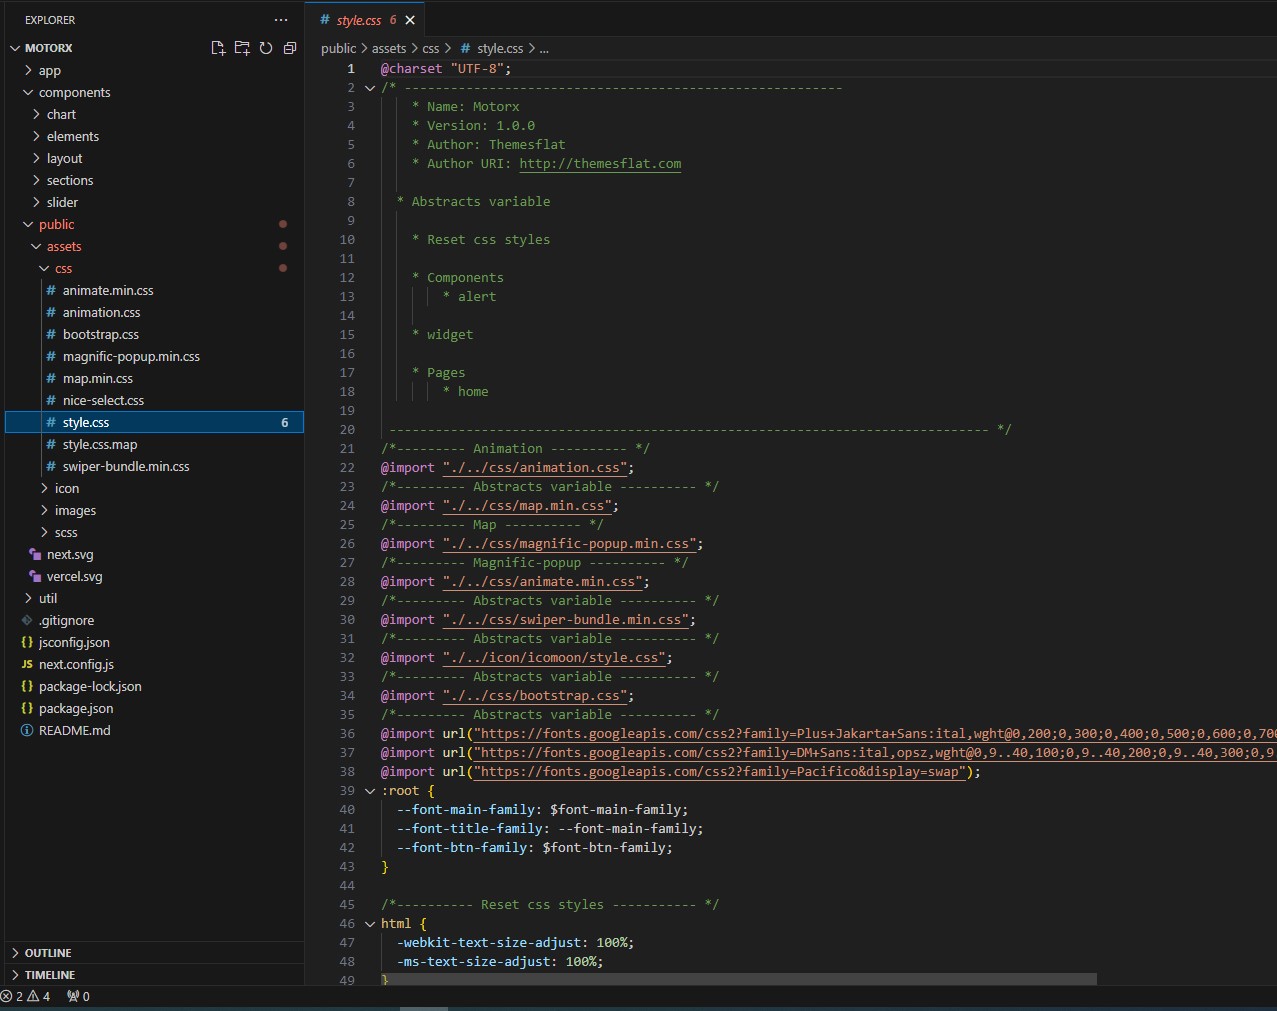 EXPLORER
MOTORX
app
components
chart
elements
layout
sections
slider
public
assets
css
animate.min.css
animation.css
bootstrap.css
magnific-popup.min.css
map.min.css
nice-select.css
style.css 6
style.css.map
swiper-bundle.min.css
icon
images
scss
next.svg
vercel.svg
util
.gitignore
jsconfig.json
JS next.config.js
package-lock.json
package.json
README.md
OUTLINE
TIMELINE
2 4 0
# style.css 6
public > assets > css > # style.css > ...
1 @charset "UTF-8";
2 /* ---------------------------------------------------------
3 * Name: Motorx
4 * Version: 1.0.0
5 * Author: Themesflat
6 * Author URI: http://themesflat.com
7
8 * Abstracts variable
9
10 * Reset css styles
11
12 * Components
13 * alert
14
15 * widget
16
17 * Pages
18 * home
19
20 ------------------------------------------------------------------------------ */
21 /*--------- Animation ---------- */
22 @import "./../css/animation.css";
23 /*--------- Abstracts variable ---------- */
24 @import "./../css/map.min.css";
25 /*--------- Map ---------- */
26 @import "./../css/magnific-popup.min.css";
27 /*--------- Magnific-popup ---------- */
28 @import "./../css/animate.min.css";
29 /*--------- Abstracts variable ---------- */
30 @import "./../css/swiper-bundle.min.css";
31 /*--------- Abstracts variable ---------- */
32 @import "./../icon/icomoon/style.css";
33 /*--------- Abstracts variable ---------- */
34 @import "./../css/bootstrap.css";
35 /*--------- Abstracts variable ---------- */
36 @import url("https://fonts.googleapis.com/css2?family=Plus+Jakarta+Sans:ital,wght@0,200;0,300;0,400;0,500;0,600;0,700
37 @import url("https://fonts.googleapis.com/css2?family=DM+Sans:ital,opsz,wght@0,9..40,100;0,9..40,200;0,9..40,300;0,9
38 @import url("https://fonts.googleapis.com/css2?family=Pacifico&display=swap");
39 :root {
40 --font-main-family: $font-main-family;
41 --font-title-family: --font-main-family;
42 --font-btn-family: $font-btn-family;
43 }
44
45 /*---------- Reset css styles ----------- */
46 html {
47 -webkit-text-size-adjust: 100%;
48 -ms-text-size-adjust: 100%;
49 }